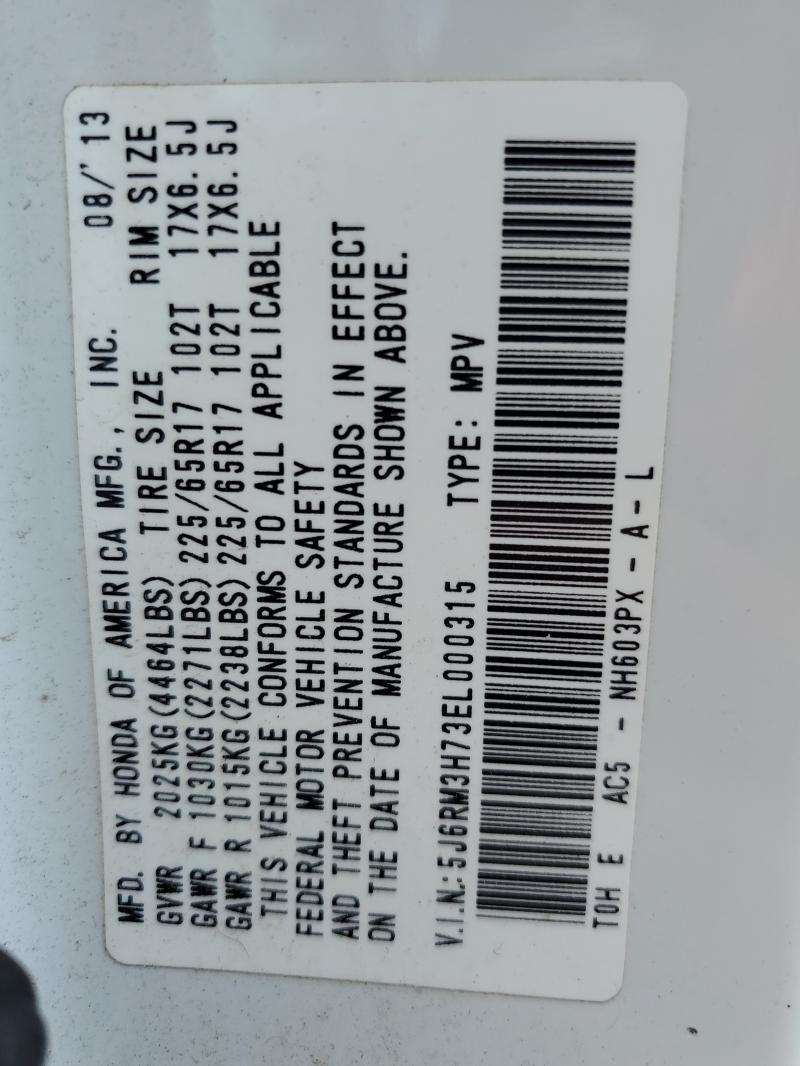 MFD. BY HONDA OF AMERICA MFG., INC. 08/'13
GVWR 2025KG(4464LBS) TIRE SIZE RIM SIZE
GAWR F 1030KG(2271LBS) 225/65R17 102T 17X6.5J
GAWR R 1015KG(2238LBS) 225/65R17 102T 17X6.5J
THIS VEHICLE CONFORMS TO ALL APPLICABLE
FEDERAL MOTOR VEHICLE SAFETY
AND THEFT PREVENTION STANDARDS IN EFFECT
ON THE DATE OF MANUFACTURE SHOWN ABOVE.
V.I.N.:5J6RM3H73EL000315 TYPE: MPV
TOH E AC5 - NH603PX - A - L